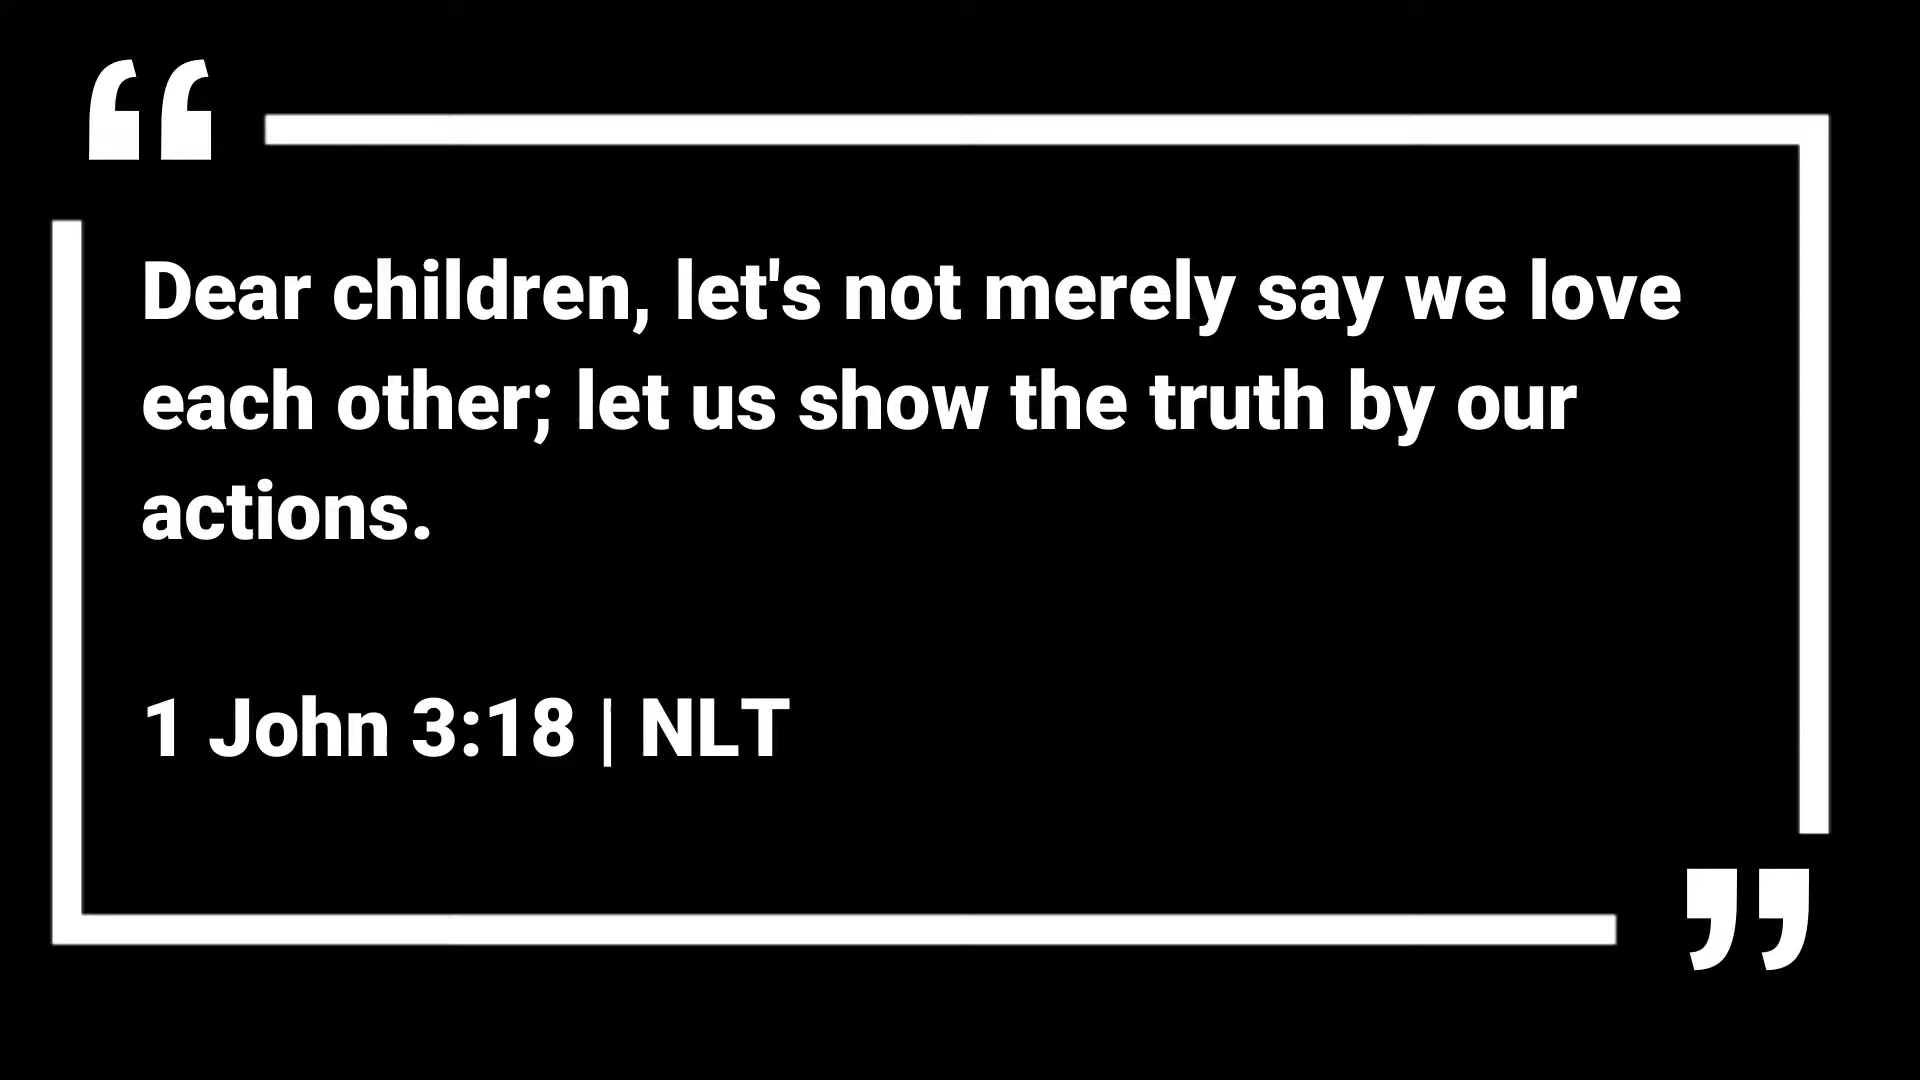 “
Dear children, let's not merely say we love
each other; let us show the truth by our
actions.
1 John 3:18 | NLT
”